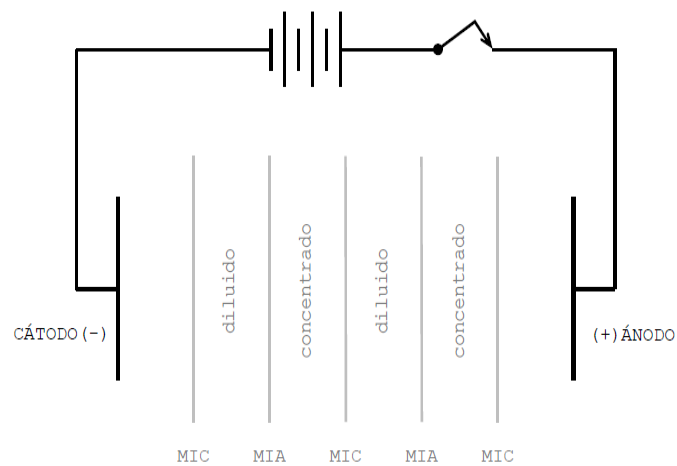 diluido
concentrado
diluido
concentrado
CÁTODO(-)
(+)ÁNODO
MIC MIA MIC MIA MIC